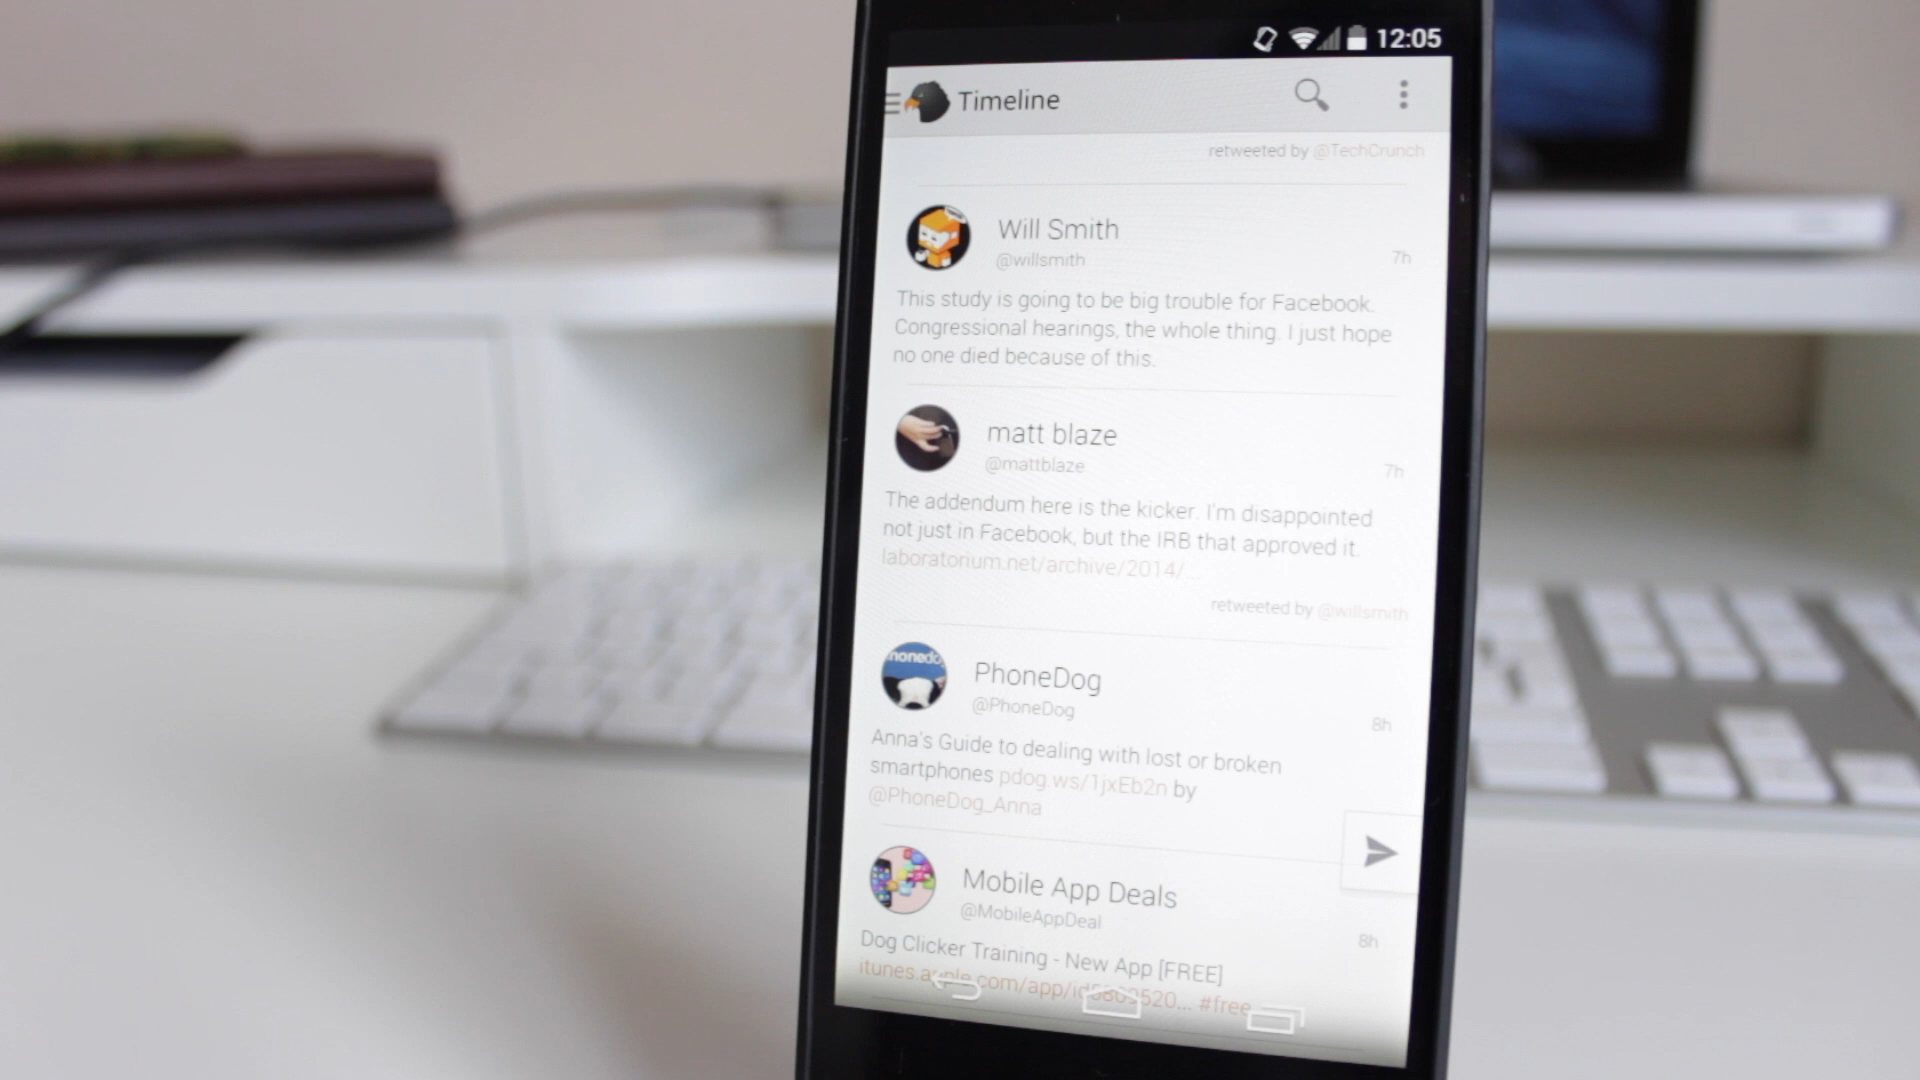 12:05
Timeline
retweeted by @TechCrunch
Will Smith
@willsmith
7h
This study is going to be big trouble for Facebook.
Congressional hearings, the whole thing. I just hope
no one died because of this.
matt blaze
@mattblaze
7h
The addendum here is the kicker. I'm disappointed
not just in Facebook, but the IRB that approved it.
laboratorium.net/archive/2014/...
retweeted by @willsmith
honedo
PhoneDog
@PhoneDog
8h
Anna's Guide to dealing with lost or broken
smartphones pdog.ws/1jxEb2n by
@PhoneDog_Anna
Mobile App Deals
@MobileAppDeal
8h
Dog Clicker Training - New App [FREE]
#free